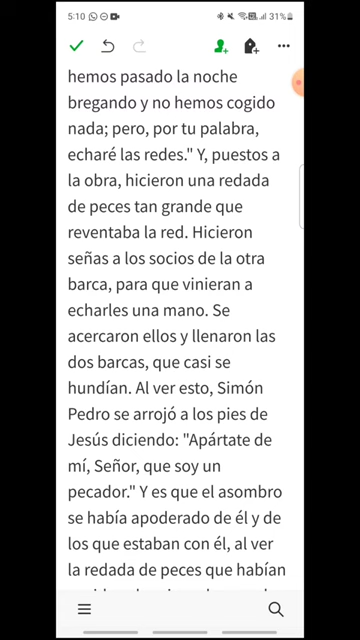 5:10
31%
hemos pasado la noche
bregando y no hemos cogido
nada; pero, por tu palabra,
echaré las redes." Y, puestos a
la obra, hicieron una redada
de peces tan grande que
reventaba la red. Hicieron
señas a los socios de la otra
barca, para que vinieran a
echarles una mano. Se
acercaron ellos y llenaron las
dos barcas, que casi se
hundían. Al ver esto, Simón
Pedro se arrojó a los pies de
Jesús diciendo: "Apártate de
mí, Señor, que soy un
pecador." Y es que el asombro
se había apoderado de él y de
los que estaban con él, al ver
la redada de peces que habían